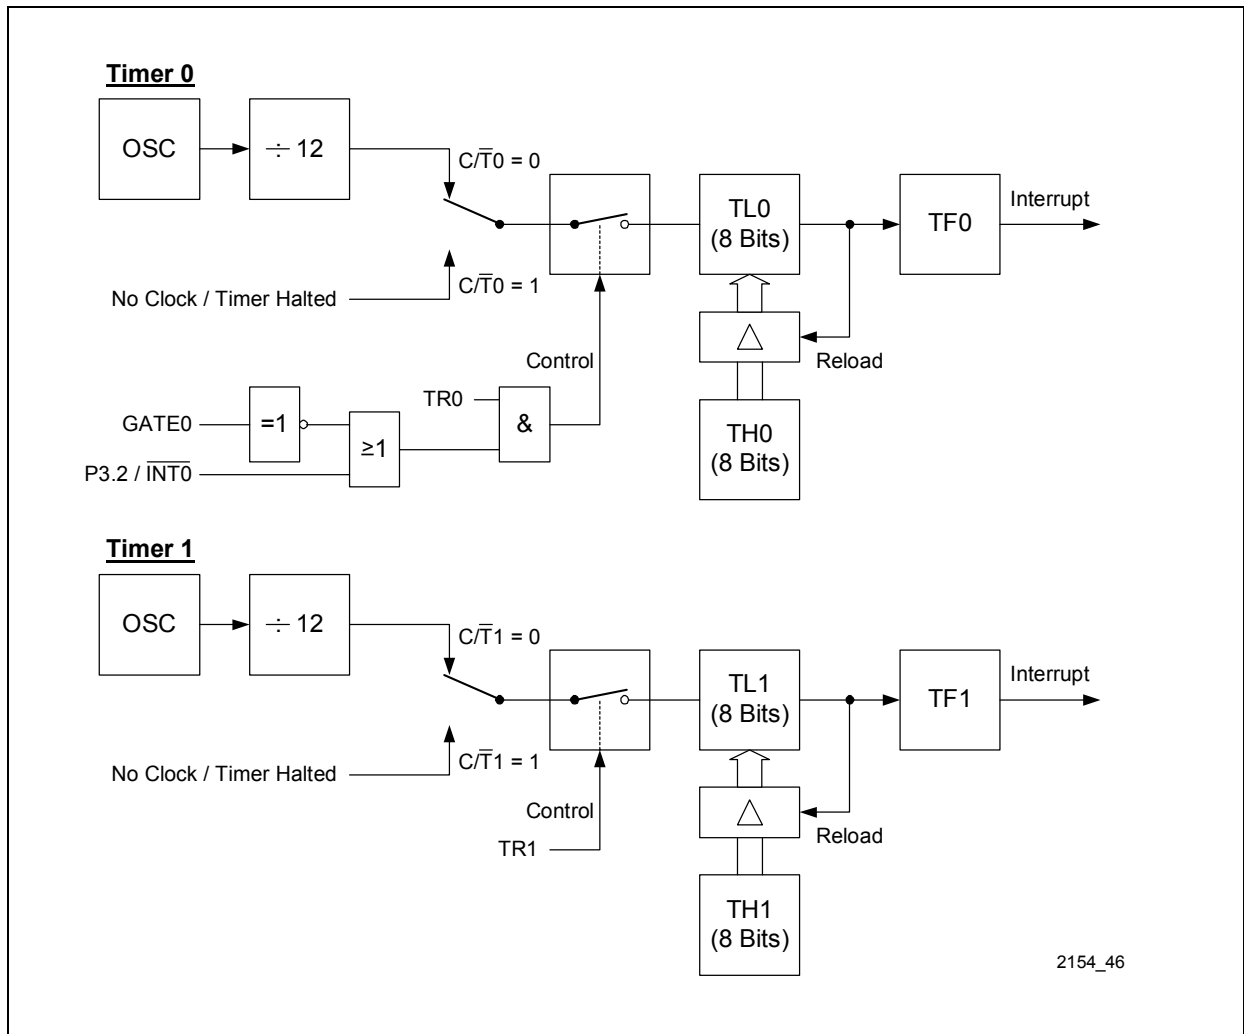 Timer 0
OSC
÷ 12
C/T̅0 = 0
TL0
(8 Bits)
TF0
Interrupt
No Clock / Timer Halted
C/T̅0 = 1
Control
Reload
TR0
GATE0
=1
≥1
&
TH0
(8 Bits)
P3.2 / I̅N̅T̅0̅
Timer 1
OSC
÷ 12
C/T̅1 = 0
TL1
(8 Bits)
TF1
Interrupt
No Clock / Timer Halted
C/T̅1 = 1
Control
Reload
TR1
TH1
(8 Bits)
2154_46